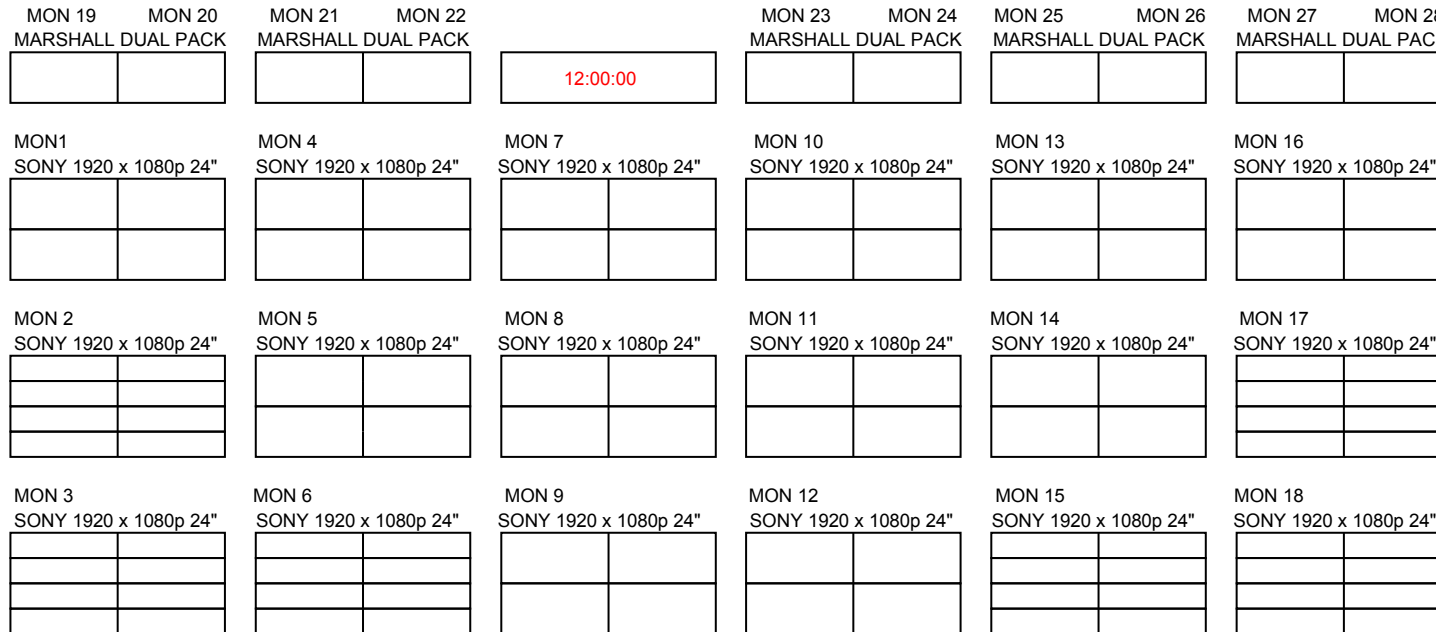 MON 19 MON 20 MON 21 MON 22 MON 23 MON 24 MON 25 MON 26 MON 27 MON 28
MARSHALL DUAL PACK MARSHALL DUAL PACK MARSHALL DUAL PACK MARSHALL DUAL PACK MARSHALL DUAL PAC
12:00:00
MON1 MON 4 MON 7 MON 10 MON 13 MON 16
SONY 1920 x 1080p 24" SONY 1920 x 1080p 24" SONY 1920 x 1080p 24" SONY 1920 x 1080p 24" SONY 1920 x 1080p 24" SONY 1920 x 1080p 24"
MON 2 MON 5 MON 8 MON 11 MON 14 MON 17
SONY 1920 x 1080p 24" SONY 1920 x 1080p 24" SONY 1920 x 1080p 24" SONY 1920 x 1080p 24" SONY 1920 x 1080p 24" SONY 1920 x 1080p 24"
MON 3 MON 6 MON 9 MON 12 MON 15 MON 18
SONY 1920 x 1080p 24" SONY 1920 x 1080p 24" SONY 1920 x 1080p 24" SONY 1920 x 1080p 24" SONY 1920 x 1080p 24" SONY 1920 x 1080p 24"